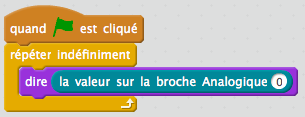 quand est cliqué
répéter indéfiniment
dire la valeur sur la broche Analogique 0